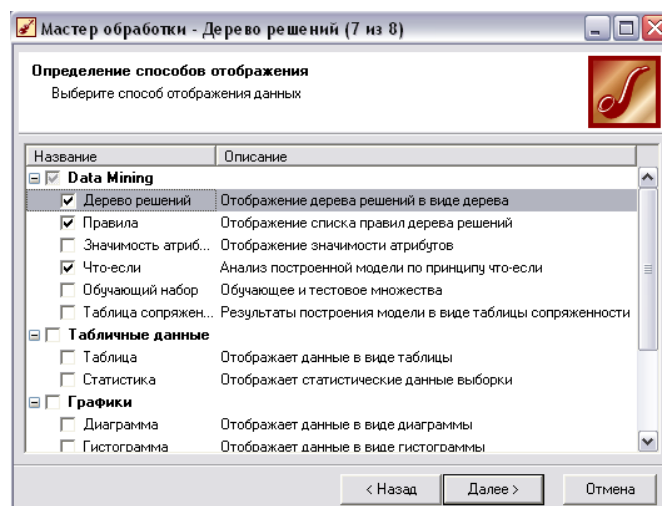 Мастер обработки - Дерево решений (7 из 8)
Определение способов отображения
Выберите способ отображения данных
Название Описание
Data Mining
Дерево решений Отображение дерева решений в виде дерева
Правила Отображение списка правил дерева решений
Значимость атриб... Отображение значимости атрибутов
Что-если Анализ построенной модели по принципу что-если
Обучающий набор Обучающее и тестовое множества
Таблица сопряжен... Результаты построения модели в виде таблицы сопряженности
Табличные данные
Таблица Отображает данные в виде таблицы
Статистика Отображает статистические данные выборки
Графики
Диаграмма Отображает данные в виде диаграммы
Гистограмма Отображает данные в виде гистограммы
< Назад Далее > Отмена